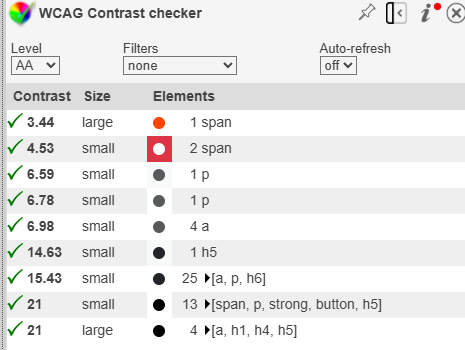 WCAG Contrast checker
Level Filters Auto-refresh
AA none off
Contrast Size Elements
3.44 large 1 span
4.53 small 2 span
6.59 small 1 p
6.78 small 1 p
6.98 small 4 a
14.63 small 1 h5
15.43 small 25 [a, p, h6]
21 small 13 [span, p, strong, button, h5]
21 large 4 [a, h1, h4, h5]